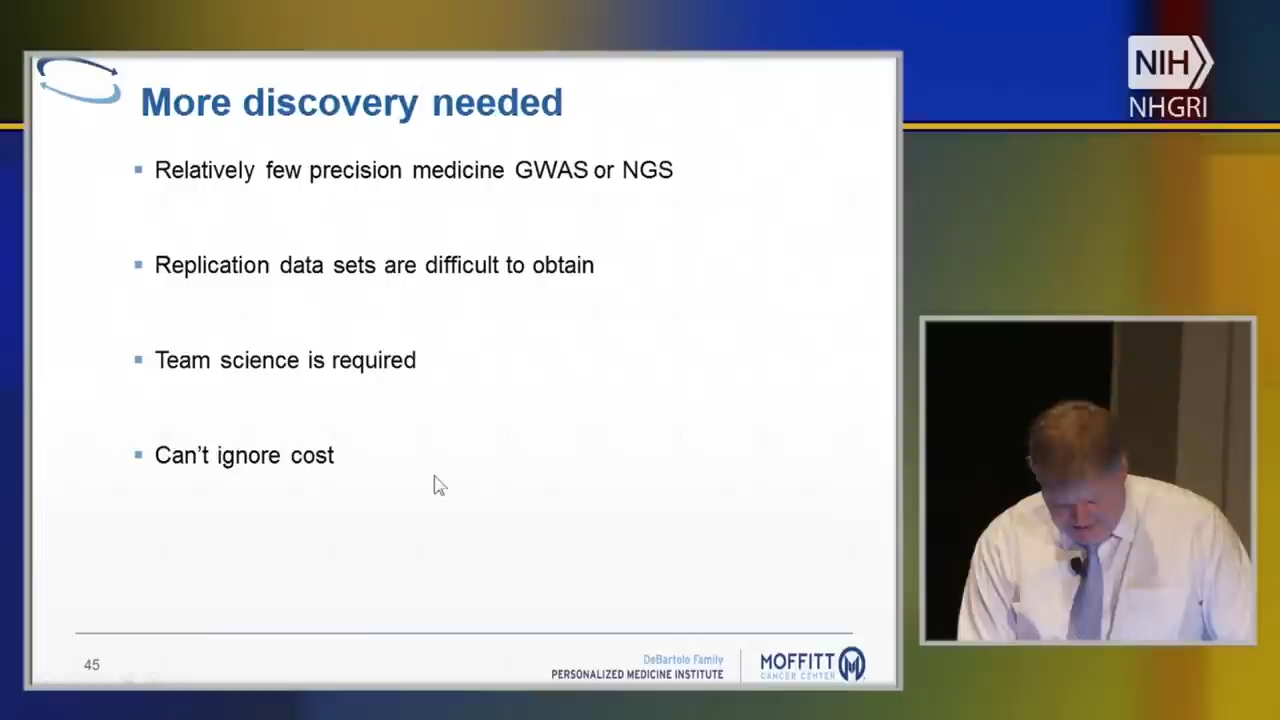 NIH
NHGRI
More discovery needed
Relatively few precision medicine GWAS or NGS
Replication data sets are difficult to obtain
Team science is required
Can't ignore cost
45
DeBartolo Family
PERSONALIZED MEDICINE INSTITUTE
MOFFITT
CANCER CENTER